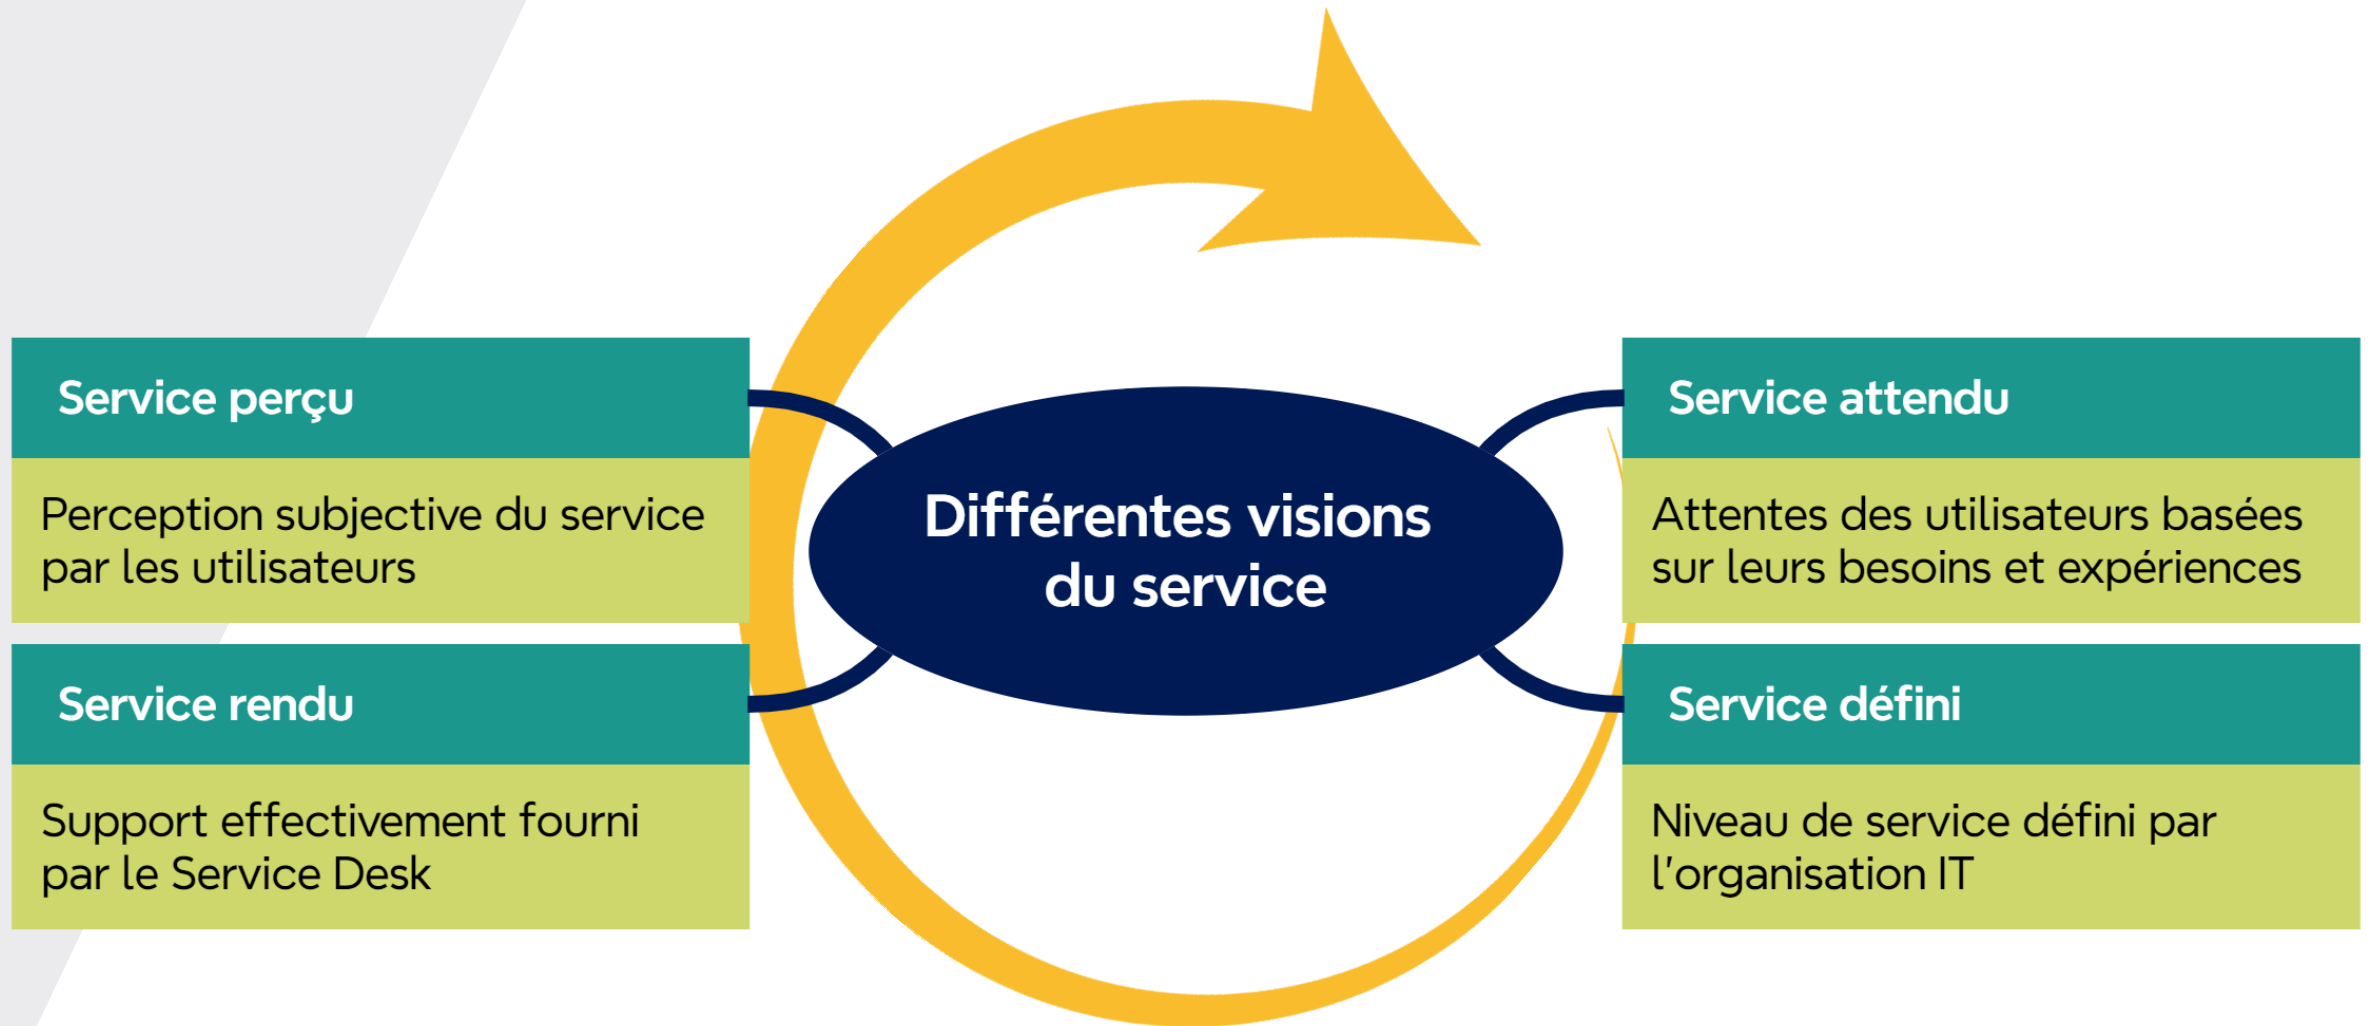 Service perçu
Perception subjective du service
par les utilisateurs
Service rendu
Support effectivement fourni
par le Service Desk
Différentes visions
du service
Service attendu
Attentes des utilisateurs basées
sur leurs besoins et expériences
Service défini
Niveau de service défini par
l'organisation IT